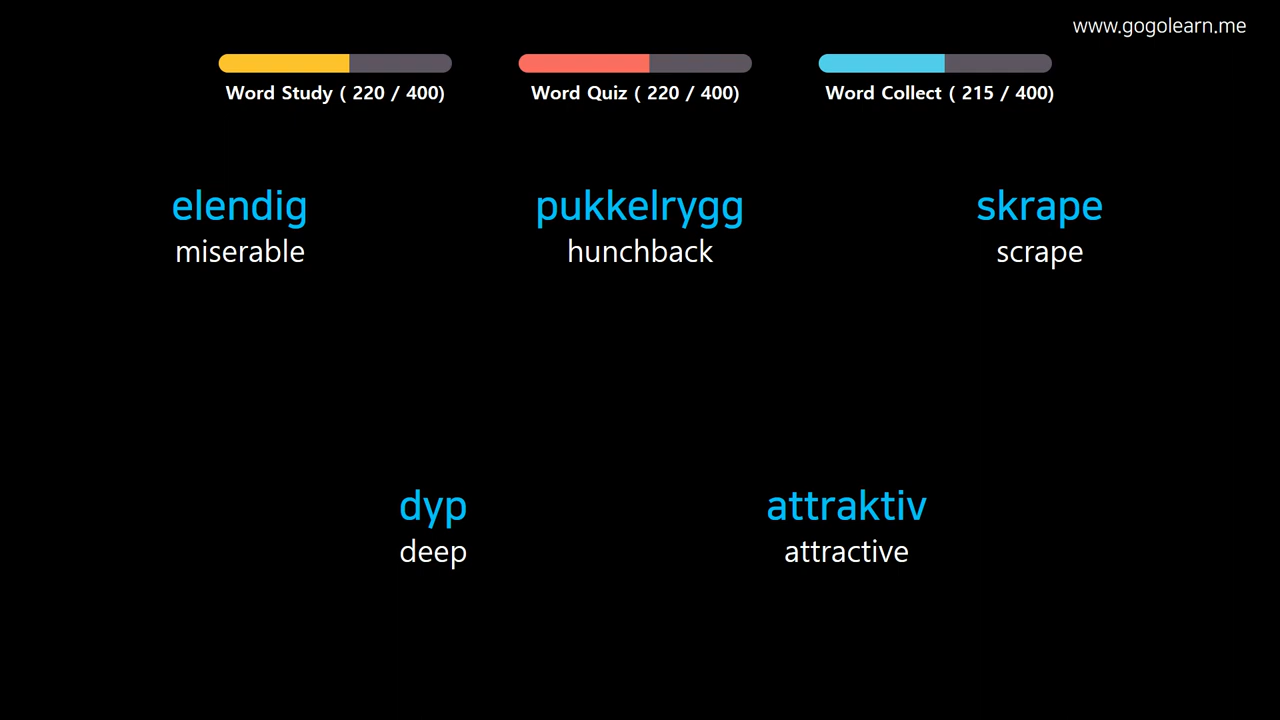 www.gogolearn.me
Word Study ( 220 / 400)
Word Quiz ( 220 / 400)
Word Collect ( 215 / 400)
elendig
miserable
pukkelrygg
hunchback
skrape
scrape
dyp
deep
attraktiv
attractive